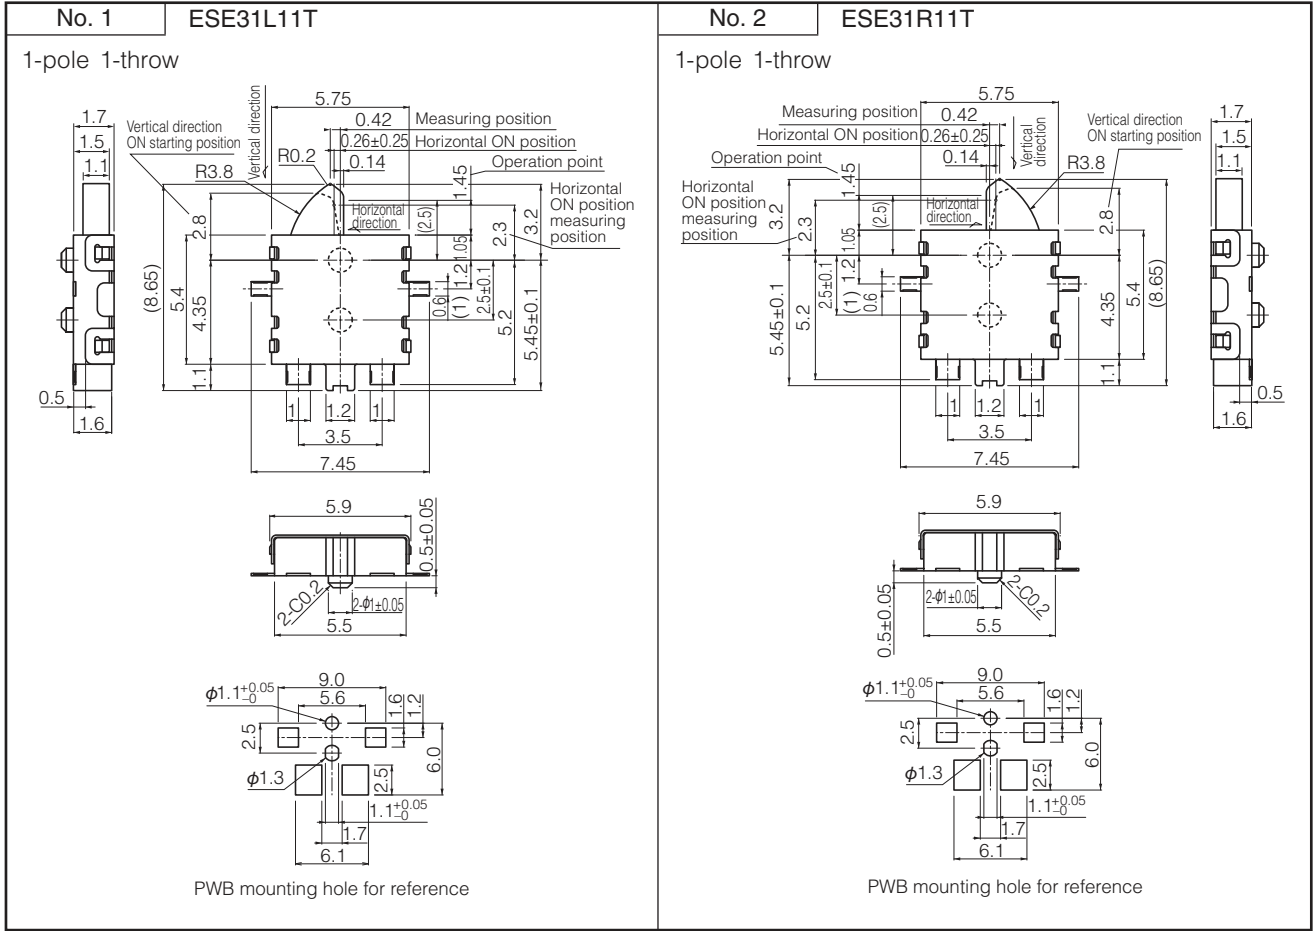 No. 1
ESE31L11T
1-pole 1-throw
Vertical direction
ON starting position
Vertical direction
5.75
0.42
Measuring position
0.26±0.25
Horizontal ON position
0.14
Operation point
R0.2
R3.8
1.7
1.5
1.1
1.45
Horizontal
ON position
measuring
position
Horizontal
direction
2.8
(2.5)
2.3
3.2
(8.65)
5.4
4.35
1.05
1.2
0.6
(1)
2.5±0.1
5.2
5.45±0.1
1.1
0.5
1.6
1
1.2
1
3.5
7.45
5.9
0.5±0.05
2-C0.2
2-ϕ1±0.05
5.5
ϕ1.1+0.05
−0
9.0
5.6
1.6
1.2
2.5
6.0
ϕ1.3
2.5
1.1+0.05
−0
1.7
6.1
PWB mounting hole for reference
No. 2
ESE31R11T
1-pole 1-throw
5.75
Measuring position
0.42
Horizontal ON position
0.26±0.25
Operation point
0.14
Vertical
direction
Vertical direction
ON starting position
R3.8
1.7
1.5
1.1
Horizontal
ON position
measuring
position
1.45
Horizontal
direction
3.2
2.3
(2.5)
2.8
1.05
1.2
0.6
(1)
2.5±0.1
5.2
5.45±0.1
4.35
5.4
(8.65)
1.1
0.5
1.6
1
1.2
1
3.5
7.45
5.9
0.5±0.05
2-ϕ1±0.05
2-C0.2
5.5
ϕ1.1+0.05
−0
9.0
5.6
1.6
1.2
2.5
6.0
ϕ1.3
2.5
1.1+0.05
−0
1.7
6.1
PWB mounting hole for reference